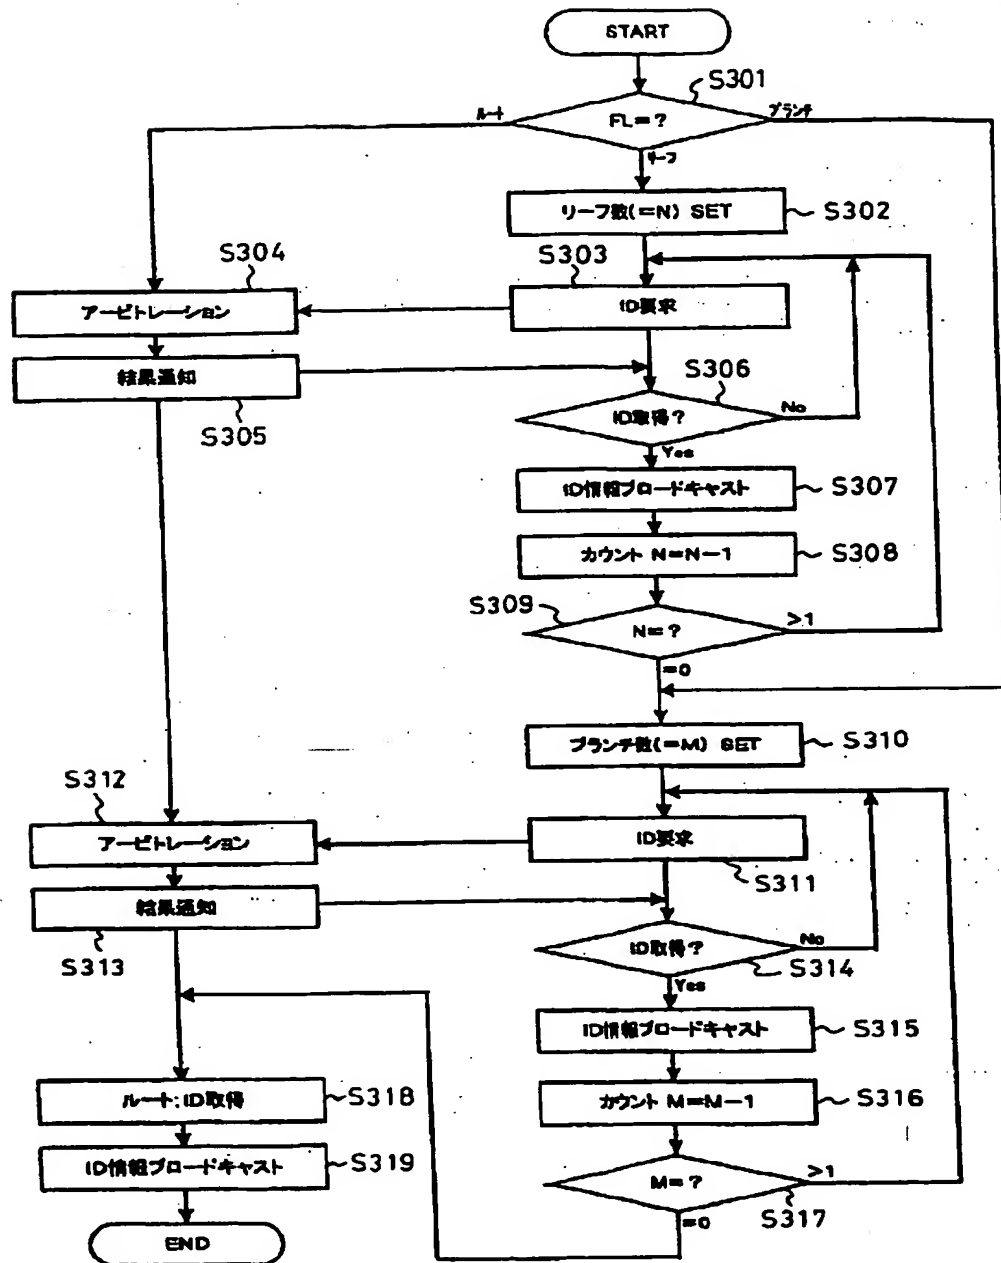 START
S301
ルート
FL=?
ブランチ
リーフ
リーフ数(=N) SET
S302
S304
S303
アービトレーション
ID要求
結果通知
S306
S305
ID取得?
No
Yes
ID情報ブロードキャスト
S307
カウント N=N-1
S308
S309
N=?
>1
=0
ブランチ数(=M) SET
S310
S312
アービトレーション
ID要求
S311
結果通知
S313
ID取得?
No
S314
Yes
ID情報ブロードキャスト
S315
ルート:ID取得
S318
カウント M=M-1
S316
ID情報ブロードキャスト
S319
M=?
>1
S317
=0
END